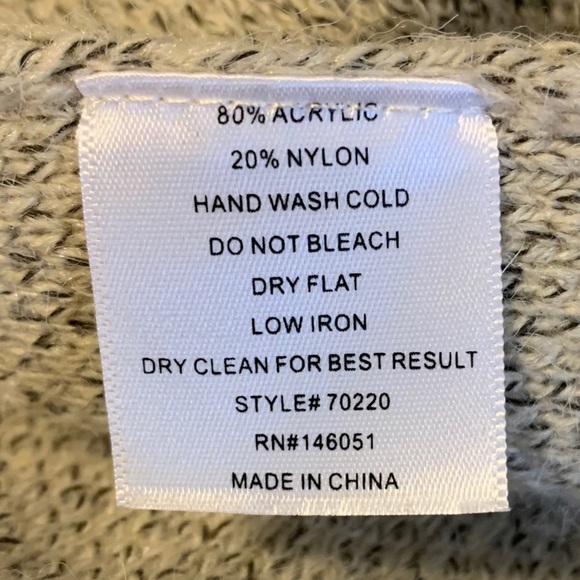 80% ACRYLIC
20% NYLON
HAND WASH COLD
DO NOT BLEACH
DRY FLAT
LOW IRON
DRY CLEAN FOR BEST RESULT
STYLE# 70220
RN#146051
MADE IN CHINA